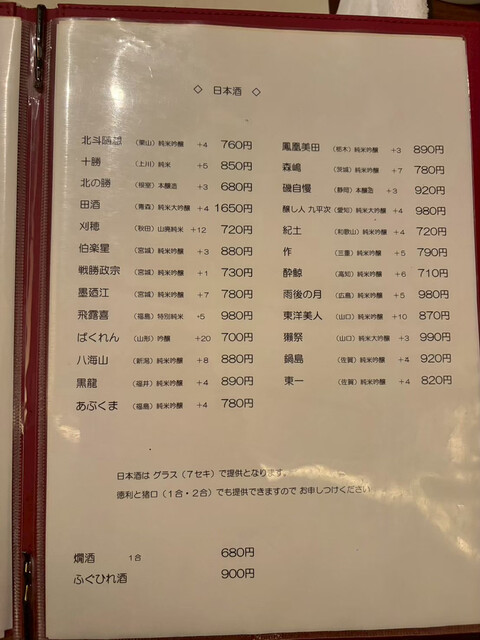 ◇ 日本酒 ◇
北斗随想 （栗山）純米吟醸 +4 760円
十勝 （上川）純米 +5 850円
北の勝 （根室）本醸造 +3 680円
田酒 （青森）純米大吟醸 +4 1650円
刈穂 （秋田）山廃純米 +12 720円
伯楽星 （宮城）純米吟醸 +3 880円
戦勝政宗 （宮城）純米吟醸 +1 730円
墨廼江 （宮城）純米吟醸 +7 780円
飛露喜 （福島）特別純米 +5 980円
ばくれん （山形）吟醸 +20 700円
八海山 （新潟）純米吟醸 +8 880円
黒龍 （福井）純米吟醸 +4 890円
あぶくま （福島）純米吟醸 +4 780円
鳳凰美田 （栃木）純米吟醸 +3 890円
森嶋 （茨城）純米吟醸 +7 780円
磯自慢 （静岡）本醸造 +3 920円
醸し人 九平次 （愛知）純米大吟醸 +4 980円
紀土 （和歌山）純米吟醸 +4 720円
作 （三重）純米吟醸 +5 790円
酔鯨 （高知）純米吟醸 +6 710円
雨後の月 （広島）純米吟醸 +5 980円
東洋美人 （山口）純米吟醸 +10 870円
獺祭 （山口）純米大吟醸 +3 990円
鍋島 （佐賀）純米吟醸 +4 920円
東一 （佐賀）純米吟醸 +4 820円
日本酒は グラス（7セキ）で提供となります。
徳利と猪口（1合・2合）でも提供できますので お申しつけください
燗酒 1合 680円
ふぐひれ酒 900円